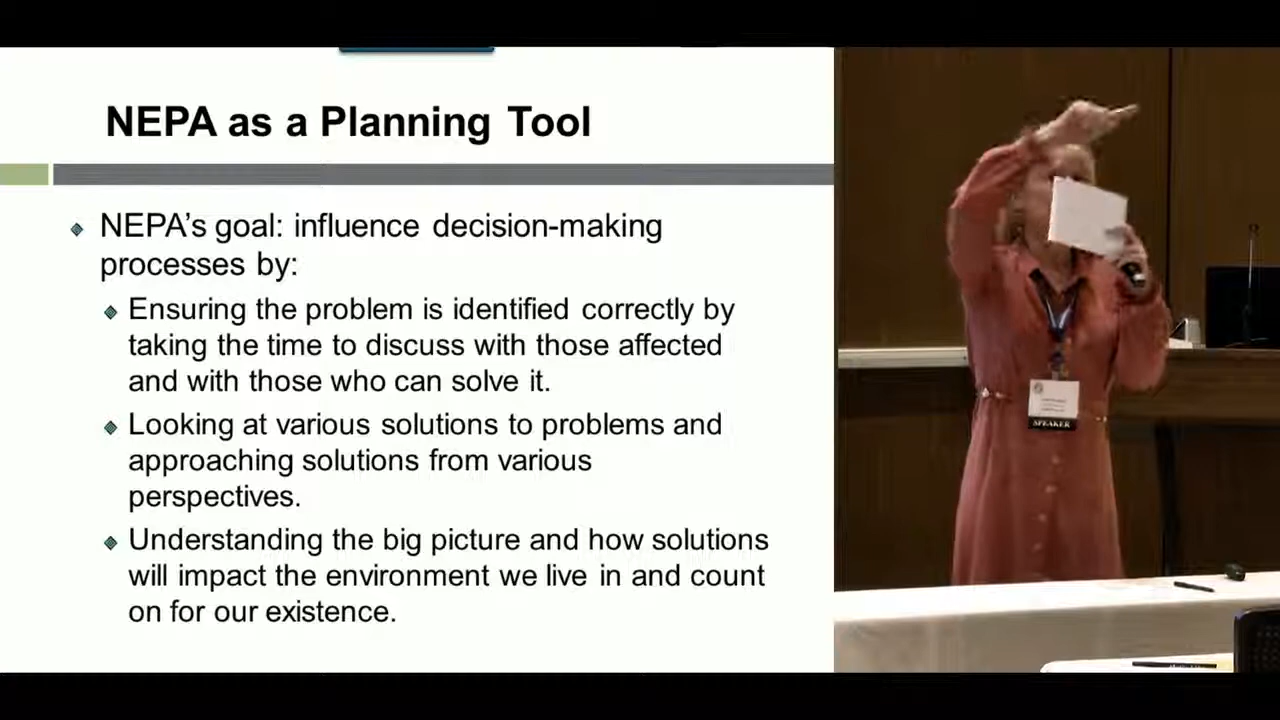 NEPA as a Planning Tool
NEPA’s goal: influence decision-making
processes by:
Ensuring the problem is identified correctly by
taking the time to discuss with those affected
and with those who can solve it.
Looking at various solutions to problems and
approaching solutions from various
perspectives.
Understanding the big picture and how solutions
will impact the environment we live in and count
on for our existence.
SPEAKER